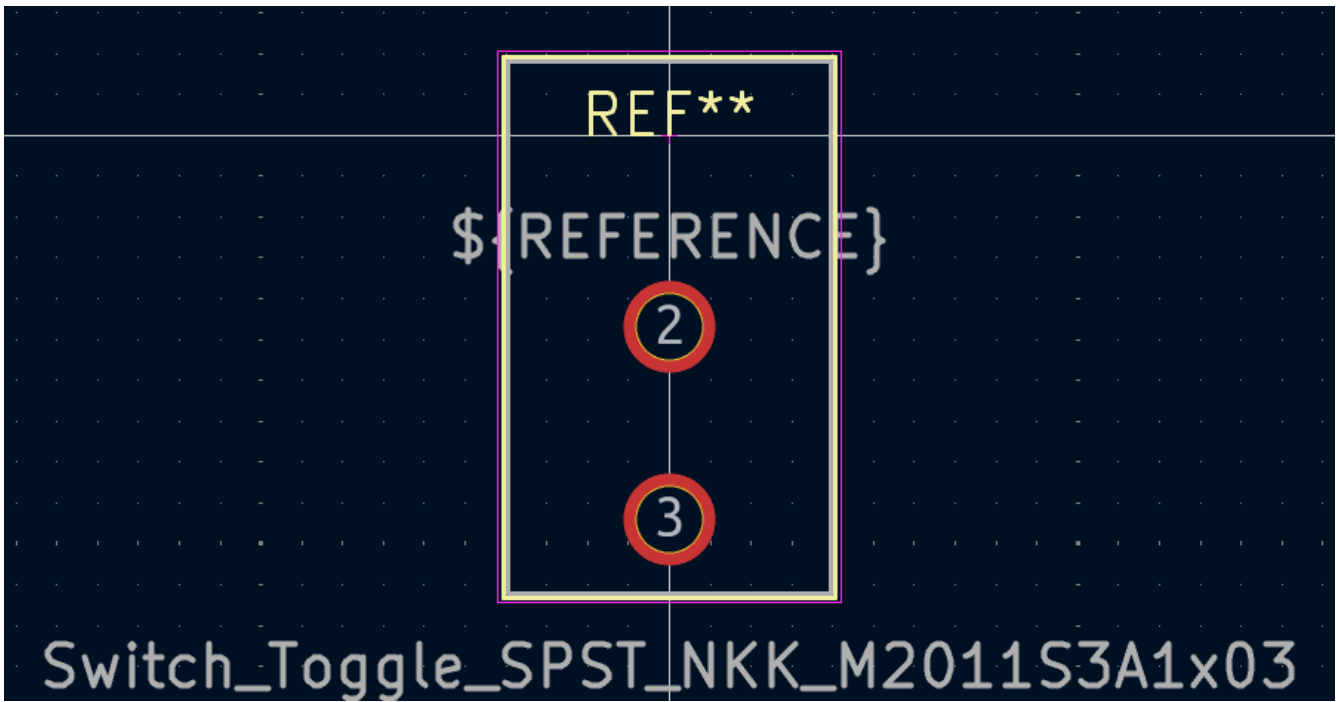 REF**
${REFERENCE}
2
3
Switch_Toggle_SPST_NKK_M2011S3A1x03